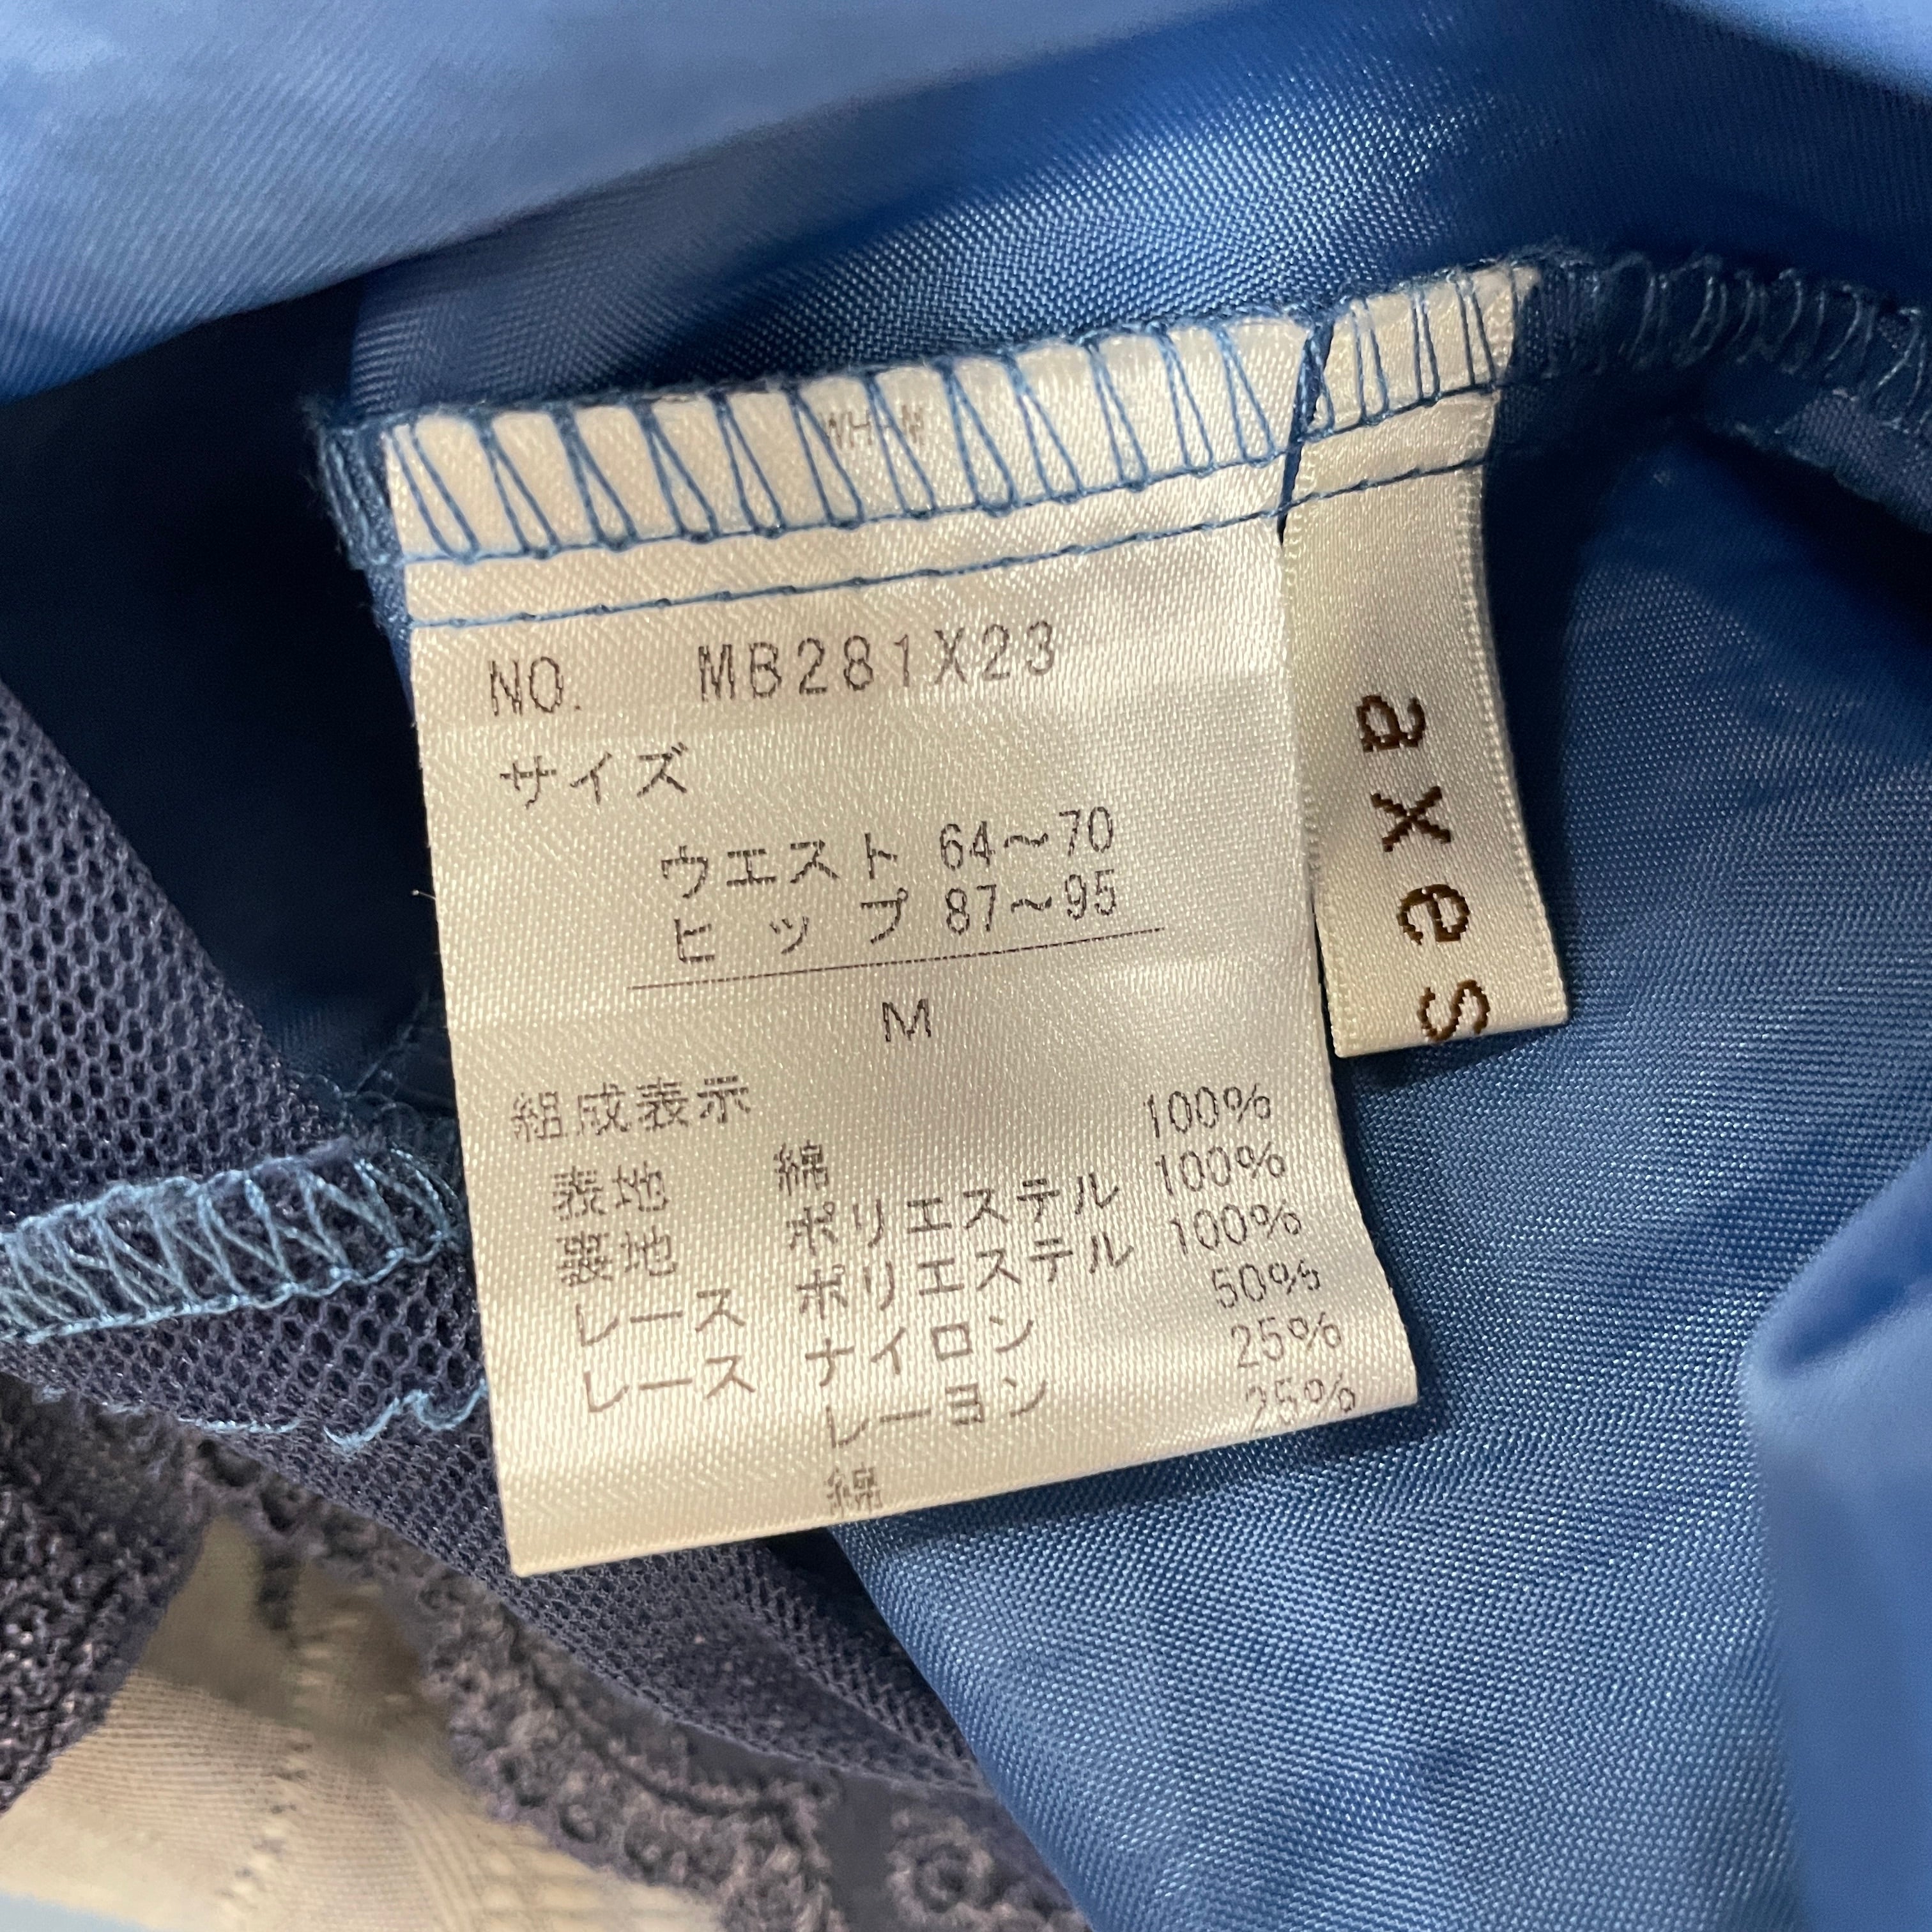 NO. MB281X23
サイズ
ウエスト 64～70
ヒップ 87～95
M
組成表示
表地 綿 100%
裏地 ポリエステル 100%
レース ポリエステル 100%
レース ナイロン 50%
レーヨン 25%
綿 25%
axes